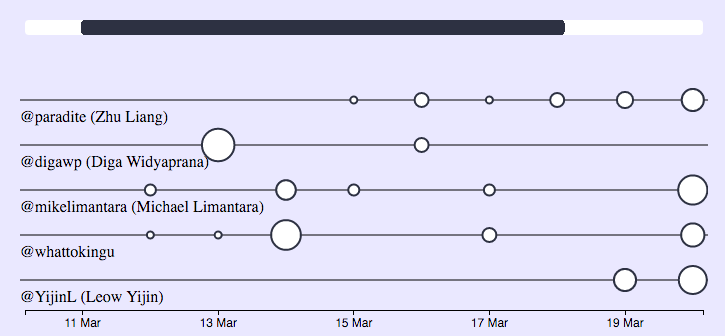 @paradite (Zhu Liang)
@digawp (Diga Widyaprana)
@mikelimantara (Michael Limantara)
@whattokingu
@YijinL (Leow Yijin)
11 Mar 13 Mar 15 Mar 17 Mar 19 Mar